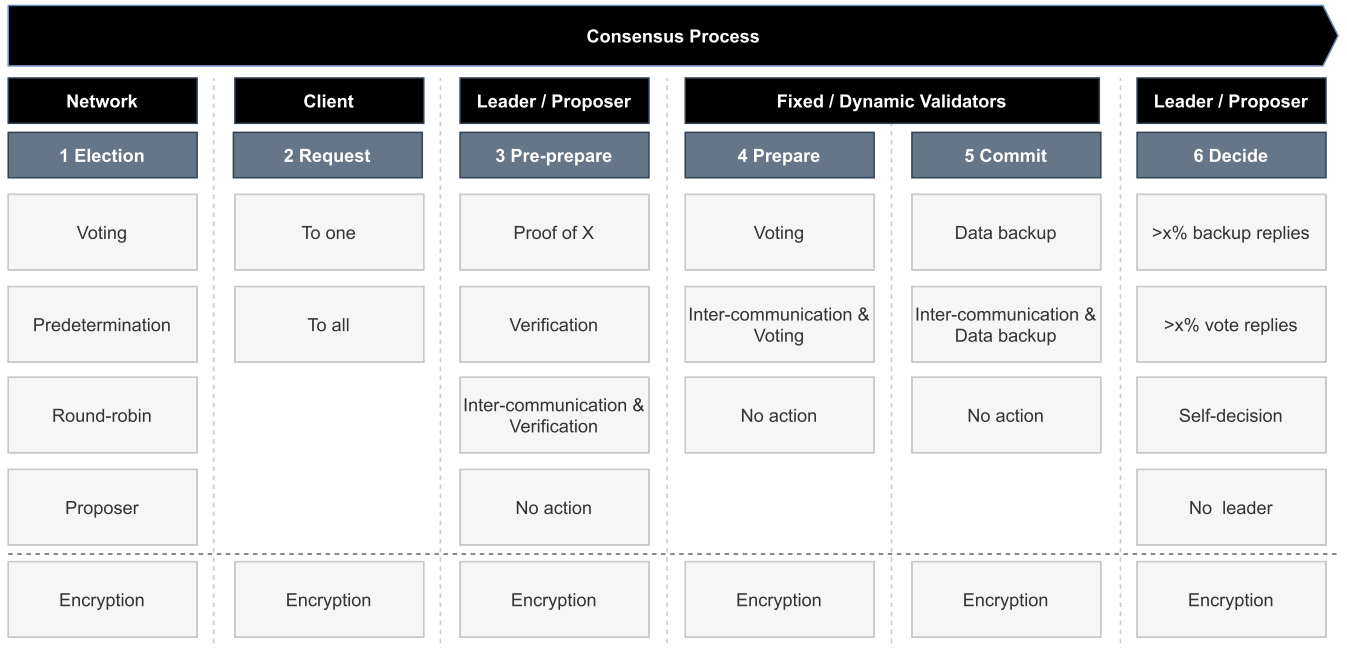 Consensus Process
Network
Client
Leader / Proposer
Fixed / Dynamic Validators
Leader / Proposer
1 Election
2 Request
3 Pre-prepare
4 Prepare
5 Commit
6 Decide
Voting
To one
Proof of X
Voting
Data backup
>x% backup replies
Predetermination
To all
Verification
Inter-communication &
Voting
Inter-communication &
Data backup
>x% vote replies
Round-robin
Inter-communication &
Verification
No action
No action
Self-decision
Proposer
No action
No leader
Encryption
Encryption
Encryption
Encryption
Encryption
Encryption